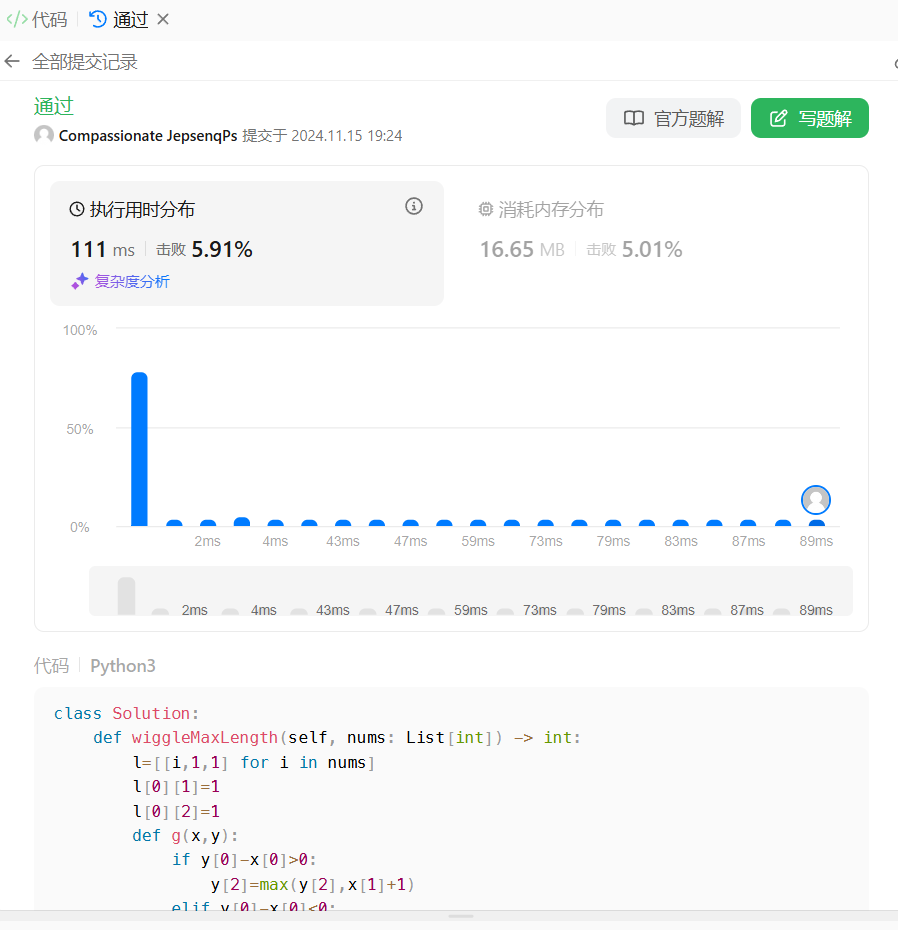 代码 通过
全部提交记录
通过
Compassionate JepsenqPs 提交于 2024.11.15 19:24
官方题解
写题解
执行用时分布
111 ms 击败 5.91%
复杂度分析
消耗内存分布
16.65 MB 击败 5.01%
100%
50%
0%
2ms 4ms 43ms 47ms 59ms 73ms 79ms 83ms 87ms 89ms
2ms 4ms 43ms 47ms 59ms 73ms 79ms 83ms 87ms 89ms
代码 Python3
class Solution:
    def wiggleMaxLength(self, nums: List[int]) -> int:
        l=[[i,1,1] for i in nums]
        l[0][1]=1
        l[0][2]=1
        def g(x,y):
            if y[0]-x[0]>0:
                y[2]=max(y[2],x[1]+1)
            elif y[0]-x[0]<0: